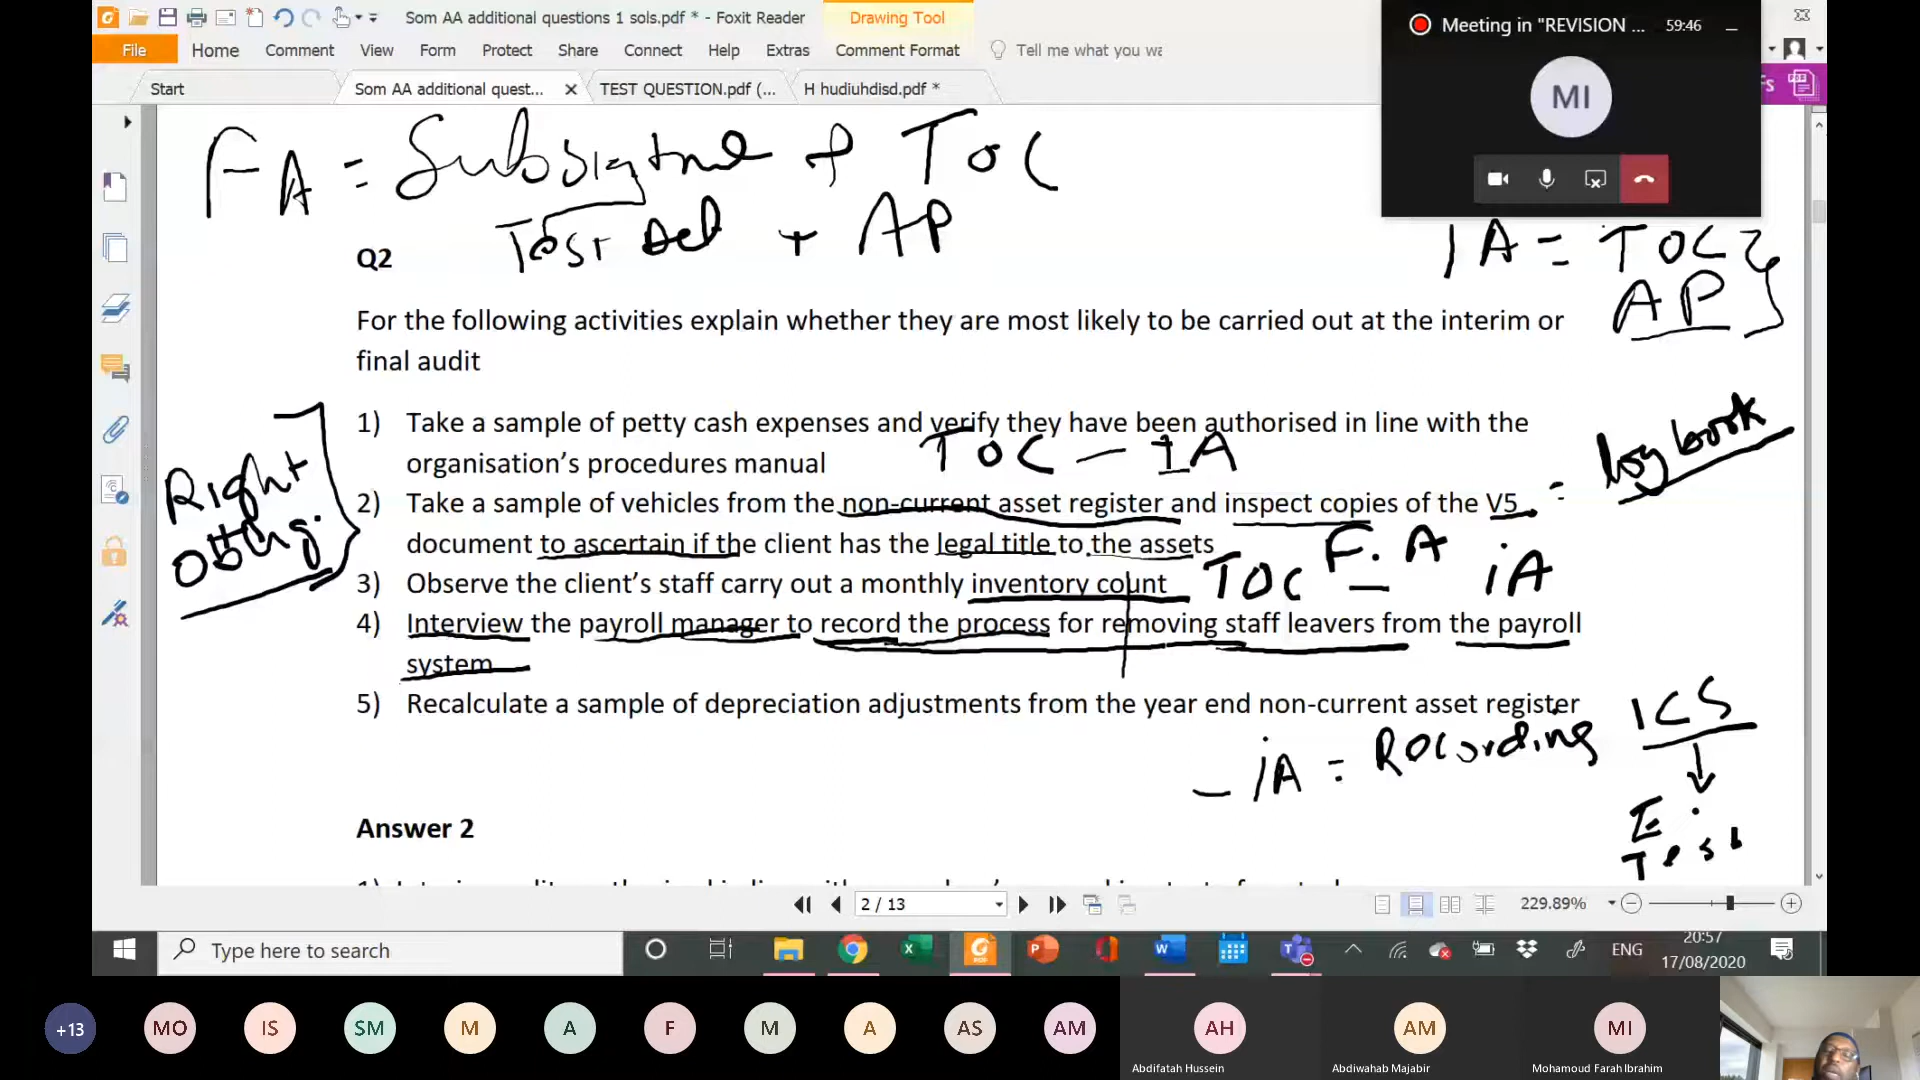 Som AA additional questions 1 sols.pdf * - Foxit Reader
Drawing Tool
File Home Comment View Form Protect Share Connect Help Extras Comment Format Tell me what you wa
Start
Som AA additional quest...
TEST QUESTION.pdf (...
H hudiuhdisd.pdf *
Meeting in "REVISION ...
59:46
MI
FA = Subsigtne of TOC
Test Det + AP
IA = TOC &
AP
Q2
For the following activities explain whether they are most likely to be carried out at the interim or
final audit
1) Take a sample of petty cash expenses and verify they have been authorised in line with the
organisation's procedures manual
TOC - IA
2) Take a sample of vehicles from the non-current asset register and inspect copies of the V5
= log book
document to ascertain if the client has the legal title to the assets
F.A
3) Observe the client's staff carry out a monthly inventory count
TOC iA
4) Interview the payroll manager to record the process for removing staff leavers from the payroll
system
5) Recalculate a sample of depreciation adjustments from the year end non-current asset register
Right
Oblig.
- iA = Recording ICS
Test
Answer 2
2 / 13
229.89%
Type here to search
ENG
20:57
17/08/2020
+13
MO
IS
SM
M
A
F
M
A
AS
AM
AH
Abdifatah Hussein
AM
Abdiwahab Majabir
MI
Mohamoud Farah Ibrahim